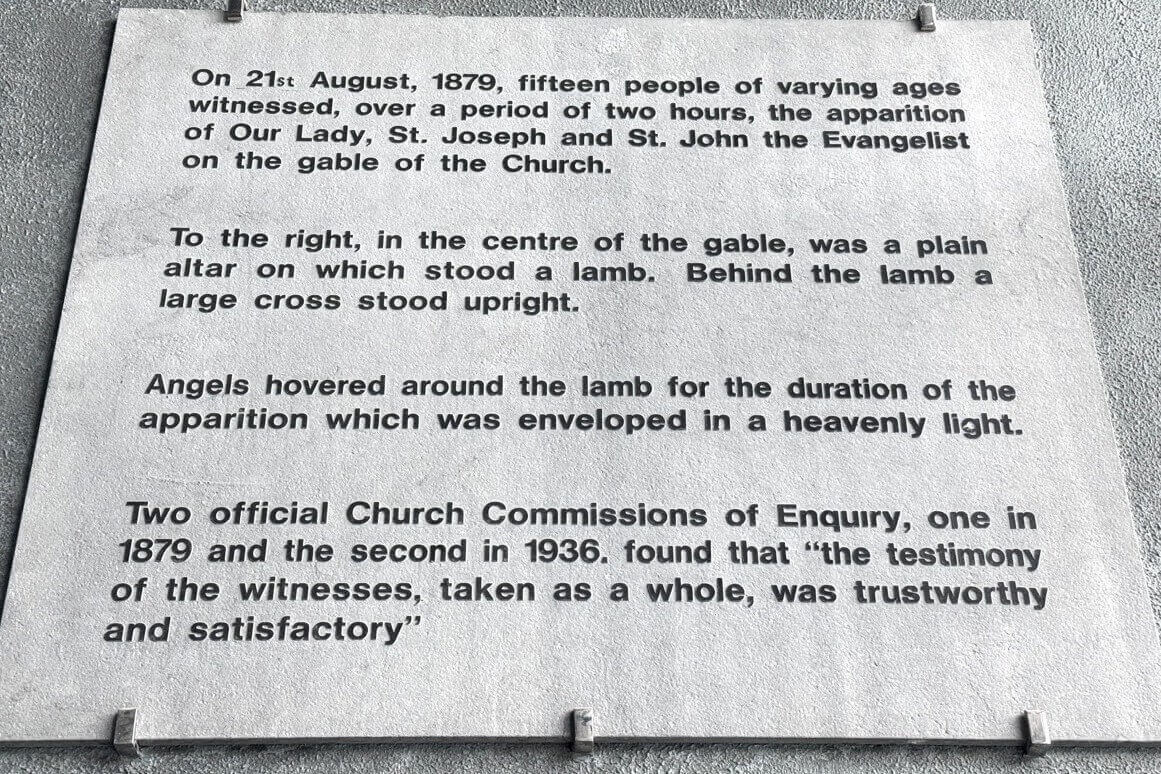 On 21st August, 1879, fifteen people of varying ages
witnessed, over a period of two hours, the apparition
of Our Lady, St. Joseph and St. John the Evangelist
on the gable of the Church.
To the right, in the centre of the gable, was a plain
altar on which stood a lamb. Behind the lamb a
large cross stood upright.
Angels hovered around the lamb for the duration of the
apparition which was enveloped in a heavenly light.
Two official Church Commissions of Enquıry, one in
1879 and the second in 1936. found that “the testimony
of the witnesses, taken as a whole, was trustworthy
and satisfactory”